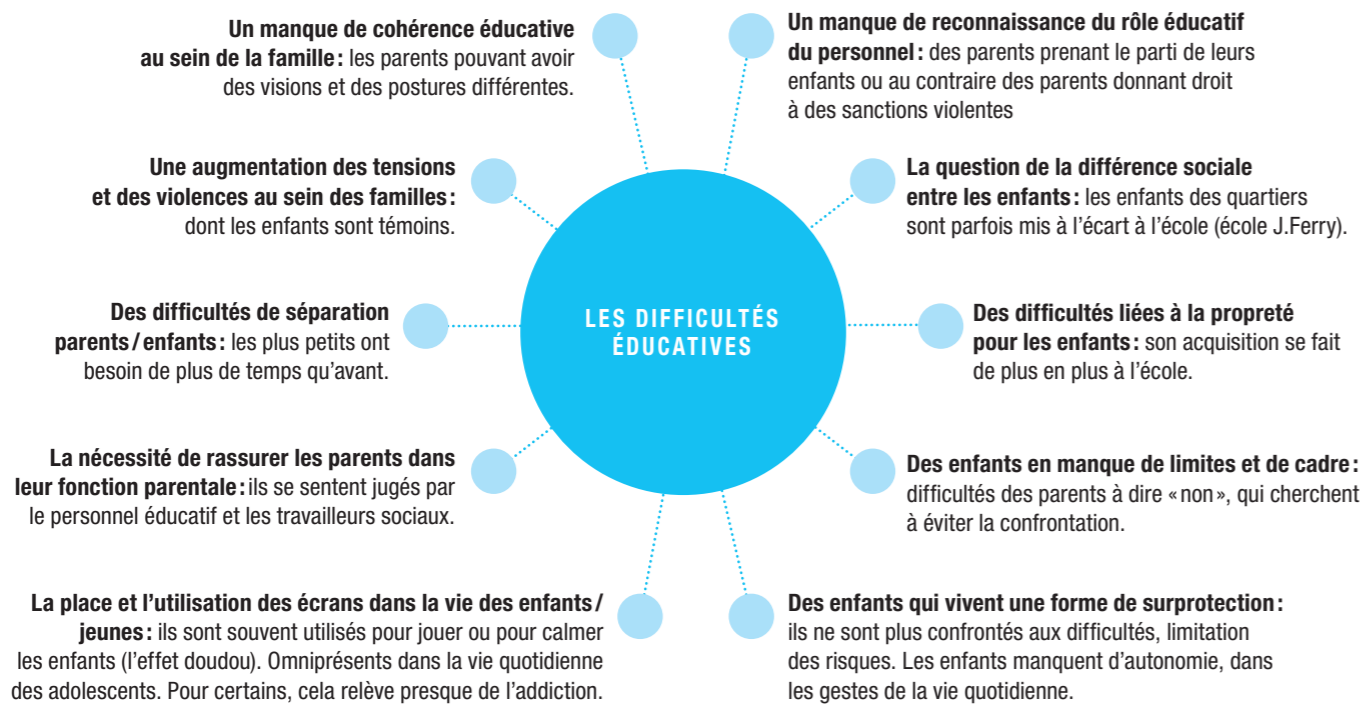 Un manque de cohérence éducative
au sein de la famille : les parents pouvant avoir
des visions et des postures différentes.
Un manque de reconnaissance du rôle éducatif
du personnel : des parents prenant le parti de leurs
enfants ou au contraire des parents donnant droit
à des sanctions violentes
Une augmentation des tensions
et des violences au sein des familles :
dont les enfants sont témoins.
La question de la différence sociale
entre les enfants : les enfants des quartiers
sont parfois mis à l'écart à l'école (école J.Ferry).
Des difficultés de séparation
parents / enfants : les plus petits ont
besoin de plus de temps qu'avant.
LES DIFFICULTÉS
ÉDUCATIVES
Des difficultés liées à la propreté
pour les enfants : son acquisition se fait
de plus en plus à l'école.
La nécessité de rassurer les parents dans
leur fonction parentale : ils se sentent jugés par
le personnel éducatif et les travailleurs sociaux.
Des enfants en manque de limites et de cadre :
difficultés des parents à dire « non », qui cherchent
à éviter la confrontation.
La place et l'utilisation des écrans dans la vie des enfants /
jeunes : ils sont souvent utilisés pour jouer ou pour calmer
les enfants (l'effet doudou). Omniprésents dans la vie quotidienne
des adolescents. Pour certains, cela relève presque de l'addiction.
Des enfants qui vivent une forme de surprotection :
ils ne sont plus confrontés aux difficultés, limitation
des risques. Les enfants manquent d'autonomie, dans
les gestes de la vie quotidienne.